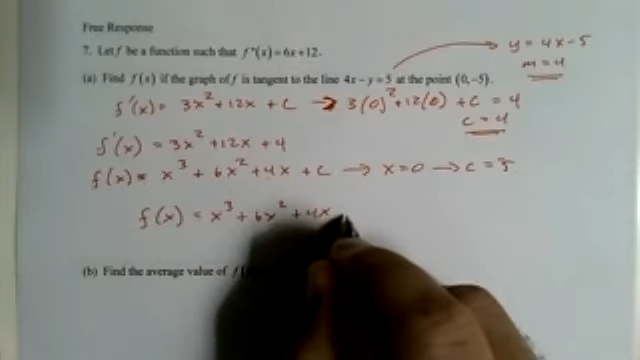 Free Response
7. Let f be a function such that f''(x) = 6x + 12.
y = 4x - 5
m = 4
(a) Find f(x) if the graph of f is tangent to the line 4x - y = 5 at the point (0, -5).
f'(x) = 3x² + 12x + C → 3(0)² + 12(0) + C = 4
C = 4
f'(x) = 3x² + 12x + 4
f(x) = x³ + 6x² + 4x + C → x = 0 → C =
f(x) = x³ + 6x² + 4x
(b) Find the average value of f